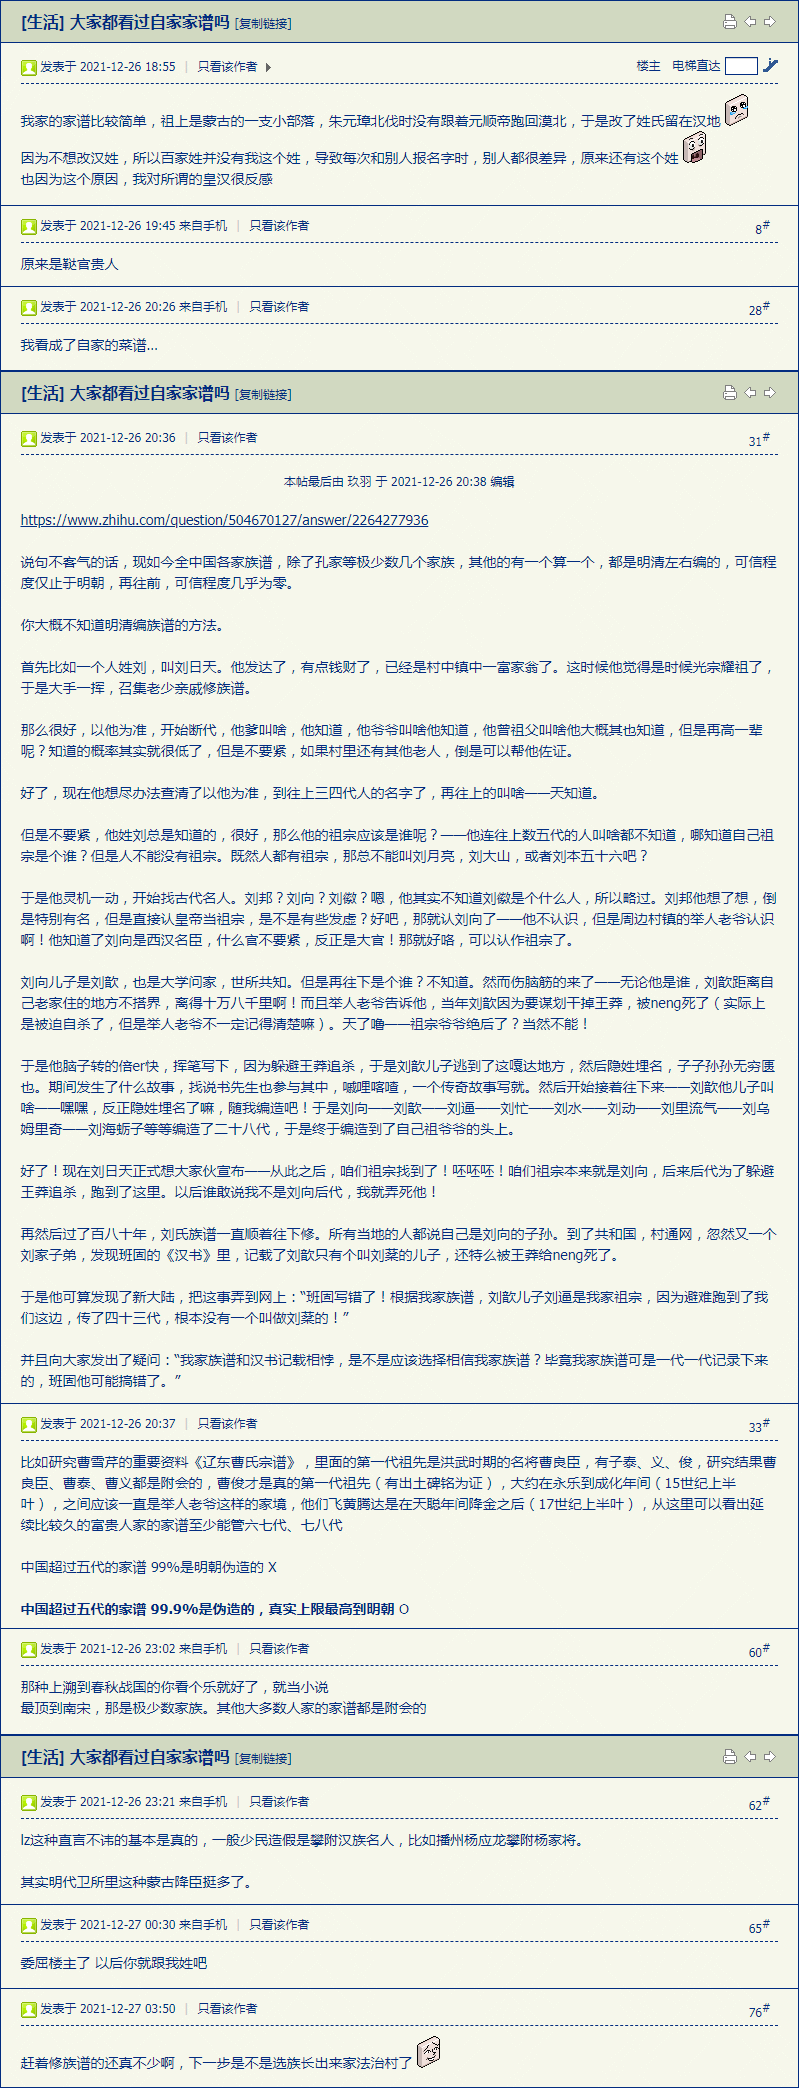 [生活] 大家都看过自家家谱吗 [复制链接]
发表于 2021-12-26 18:55 | 只看该作者 楼主 电梯直达
我家的家谱比较简单，祖上是蒙古的一支小部落，朱元璋北伐时没有跟着元顺帝跑回漠北，于是改了姓氏留在汉地
因为不想改汉姓，所以百家姓并没有我这个姓，导致每次和别人报名字时，别人都很差异，原来还有这个姓
也因为这个原因，我对所谓的皇汉很反感
发表于 2021-12-26 19:45 来自手机 | 只看该作者 8#
原来是鞑官贵人
发表于 2021-12-26 20:26 来自手机 | 只看该作者 28#
我看成了自家的菜谱...
[生活] 大家都看过自家家谱吗 [复制链接]
发表于 2021-12-26 20:36 | 只看该作者 31#
本帖最后由 玖羽 于 2021-12-26 20:38 编辑
https://www.zhihu.com/question/504670127/answer/2264277936
说句不客气的话，现如今全中国各家族谱，除了孔家等极少数几个家族，其他的有一个算一个，都是明清左右编的，可信程
度仅止于明朝，再往前，可信程度几乎为零。
你大概不知道明清编族谱的方法。
首先比如一个人姓刘，叫刘日天。他发达了，有点钱财了，已经是村中镇中一富家翁了。这时候他觉得是时候光宗耀祖了，
于是大手一挥，召集老少亲戚修族谱。
那么很好，以他为准，开始断代，他爹叫啥，他知道，他爷爷叫啥他知道，他曾祖父叫啥他大概其也知道，但是再高一辈
呢？知道的概率其实就很低了，但是不要紧，如果村里还有其他老人，倒是可以帮他佐证。
好了，现在他想尽办法查清了以他为准，到往上三四代人的名字了，再往上的叫啥——天知道。
但是不要紧，他姓刘总是知道的，很好，那么他的祖宗应该是谁呢？——他连往上数五代的人叫啥都不知道，哪知道自己祖
宗是个谁？但是人不能没有祖宗。既然人都有祖宗，那总不能叫刘月亮，刘大山，或者刘本五十六吧？
于是他灵机一动，开始找古代名人。刘邦？刘向？刘徽？嗯，他其实不知道刘徽是个什么人，所以略过。刘邦他想了想，倒
是特别有名，但是直接认皇帝当祖宗，是不是有些发虚？好吧，那就认刘向了——他不认识，但是周边村镇的举人老爷认识
啊！他知道了刘向是西汉名臣，什么官不要紧，反正是大官！那就好咯，可以认作祖宗了。
刘向儿子是刘歆，也是大学问家，世所共知。但是再往下是个谁？不知道。然而伤脑筋的来了——无论他是谁，刘歆距离自
己老家住的地方不搭界，离得十万八千里啊！而且举人老爷告诉他，当年刘歆因为要谋划干掉王莽，被neng死了（实际上
是被迫自杀了，但是举人老爷不一定记得清楚嘛）。天了噜——祖宗爷爷绝后了？当然不能！
于是他脑子转的倍er快，挥笔写下，因为躲避王莽追杀，于是刘歆儿子逃到了这嘎达地方，然后隐姓埋名，子子孙孙无穷匮
也。期间发生了什么故事，找说书先生也参与其中，嘁哩喀喳，一个传奇故事写就。然后开始接着往下来——刘歆他儿子叫
啥——嘿嘿，反正隐姓埋名了嘛，随我编造吧！于是刘向——刘歆——刘逼——刘忙——刘水——刘动——刘里流气——刘乌
姆里奇——刘海蛎子等等编造了二十八代，于是终于编造到了自己祖爷爷的头上。
好了！现在刘日天正式想大家伙宣布——从此之后，咱们祖宗找到了！呸呸呸！咱们祖宗本来就是刘向，后来后代为了躲避
王莽追杀，跑到了这里。以后谁敢说我不是刘向后代，我就弄死他！
再然后过了百八十年，刘氏族谱一直顺着往下修。所有当地的人都说自己是刘向的子孙。到了共和国，村通网，忽然又一个
刘家子弟，发现班固的《汉书》里，记载了刘歆只有个叫刘棻的儿子，还特么被王莽给neng死了。
于是他可算发现了新大陆，把这事弄到网上：“班固写错了！根据我家族谱，刘歆儿子刘逼是我家祖宗，因为避难跑到了我
们这边，传了四十三代，根本没有一个叫做刘棻的！”
并且向大家发出了疑问：“我家族谱和汉书记载相悖，是不是应该选择相信我家族谱？毕竟我家族谱可是一代一代记录下来
的，班固他可能搞错了。”
发表于 2021-12-26 20:37 | 只看该作者 33#
比如研究曹雪芹的重要资料《辽东曹氏宗谱》，里面的第一代祖先是洪武时期的名将曹良臣，有子泰、义、俊，研究结果曹
良臣、曹泰、曹义都是附会的，曹俊才是真的第一代祖先（有出土碑铭为证），大约在永乐到成化年间（15世纪上半
叶），之间应该一直是举人老爷这样的家境，他们飞黄腾达是在天聪年间降金之后（17世纪上半叶），从这里可以看出延
续比较久的富贵人家的家谱至少能管六七代、七八代
中国超过五代的家谱 99%是明朝伪造的 X
中国超过五代的家谱 99.9%是伪造的，真实上限最高到明朝 O
发表于 2021-12-26 23:02 来自手机 | 只看该作者 60#
那种上溯到春秋战国的你看个乐就好了，就当小说
最顶到南宋，那是极少数家族。其他大多数人家的家谱都是附会的
[生活] 大家都看过自家家谱吗 [复制链接]
发表于 2021-12-26 23:21 来自手机 | 只看该作者 62#
lz这种直言不讳的基本是真的，一般少民造假是攀附汉族名人，比如播州杨应龙攀附杨家将。
其实明代卫所里这种蒙古降臣挺多了。
发表于 2021-12-27 00:30 来自手机 | 只看该作者 65#
委屈楼主了 以后你就跟我姓吧
发表于 2021-12-27 03:50 | 只看该作者 76#
赶着修族谱的还真不少啊，下一步是不是选族长出来家法治村了